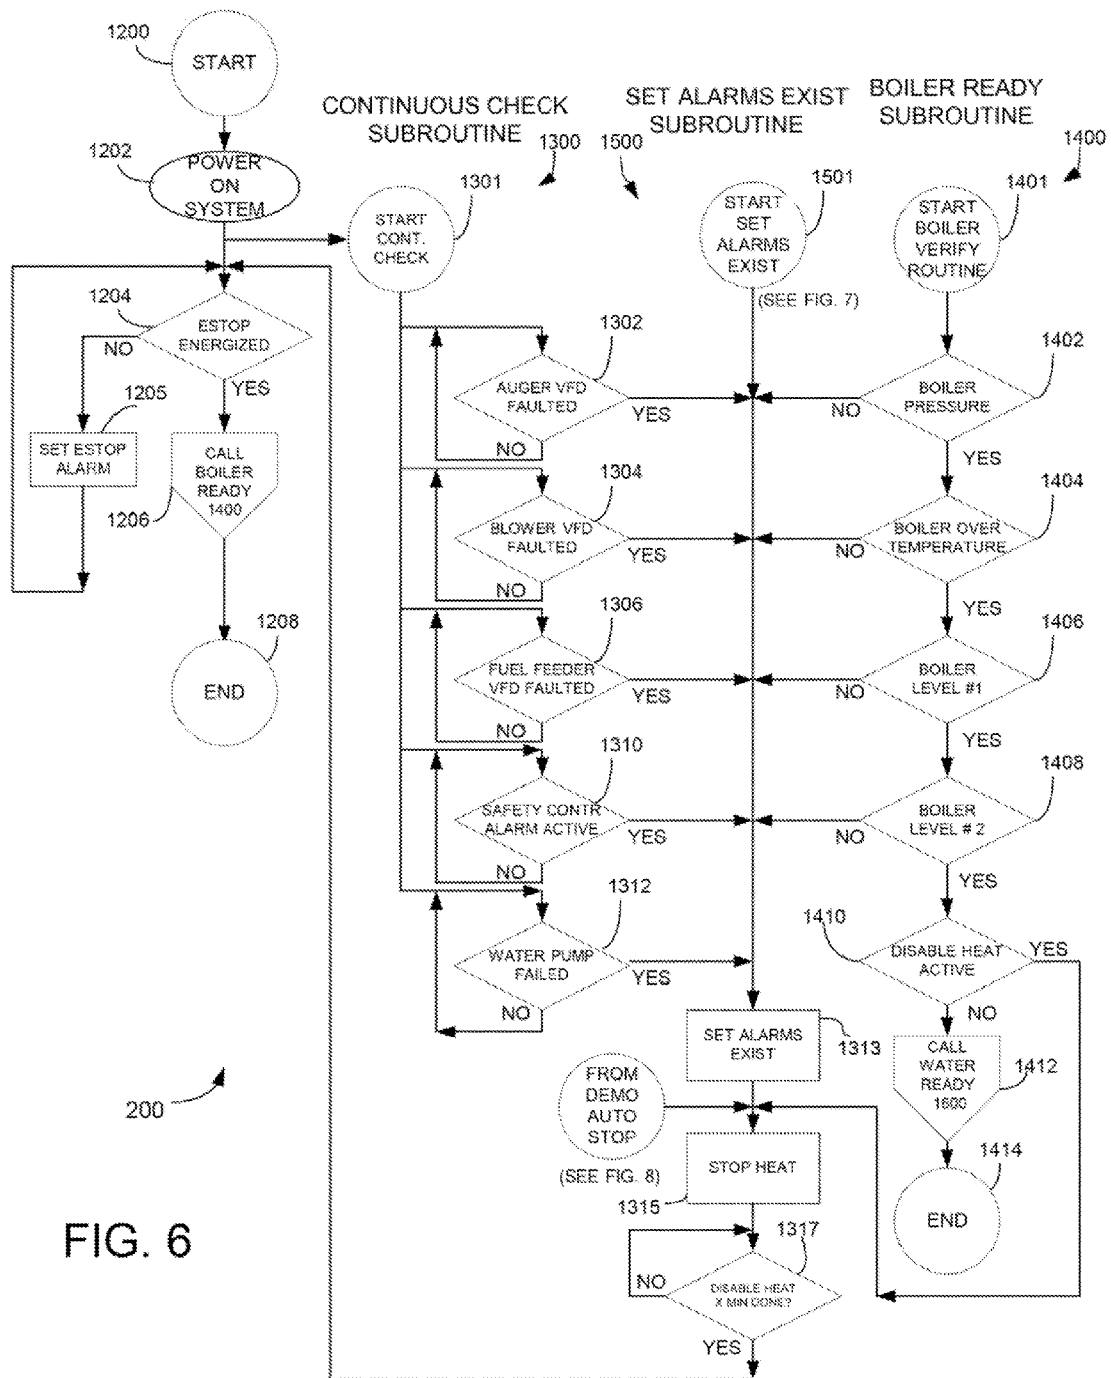 1200
START
1202
POWER
ON
SYSTEM
1204
ESTOP
ENERGIZED
NO
YES
1205
SET ESTOP
ALARM
CALL
BOILER
READY
1400
1206
1208
END
CONTINUOUS CHECK
SUBROUTINE
1300
1301
START
CONT.
CHECK
1302
AUGER VFD
FAULTED
YES
NO
1304
BLOWER VFD
FAULTED
YES
NO
1306
FUEL FEEDER
VFD FAULTED
YES
NO
1310
SAFETY CONTR
ALARM ACTIVE
YES
NO
1312
WATER PUMP
FAILED
YES
NO
SET ALARMS EXIST
SUBROUTINE
1500
1501
START
SET
ALARMS
EXIST
(SEE FIG. 7)
SET ALARMS
EXIST
1313
FROM
DEMO
AUTO
STOP
(SEE FIG. 8)
STOP HEAT
1315
1317
DISABLE HEAT
X MIN DONE?
NO
YES
BOILER READY
SUBROUTINE
1400
1401
START
BOILER
VERIFY
ROUTINE
1402
BOILER
PRESSURE
NO
YES
1404
BOILER OVER
TEMPERATURE
NO
YES
1406
BOILER
LEVEL #1
NO
YES
1408
BOILER
LEVEL # 2
NO
YES
1410
DISABLE HEAT
ACTIVE
YES
NO
CALL
WATER
READY
1600
1412
1414
END
200
FIG. 6